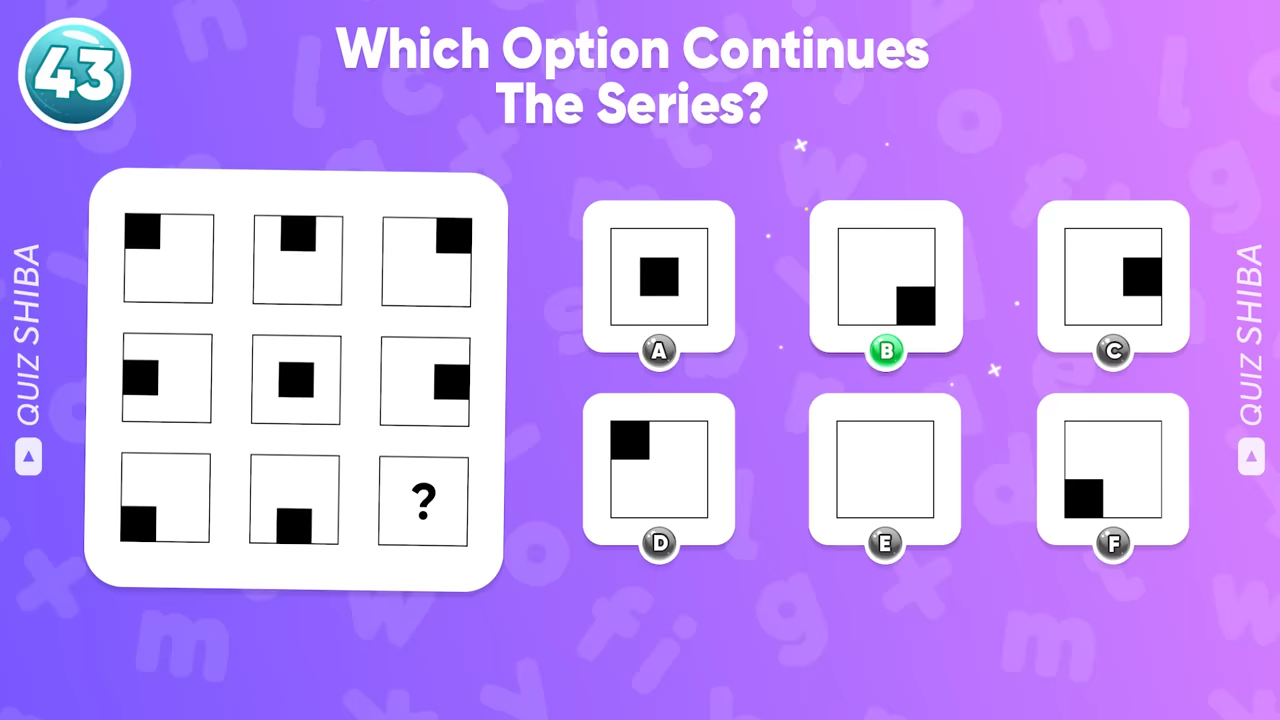 43
Which Option Continues
The Series?
QUIZ SHIBA
?
A
B
C
D
E
F
QUIZ SHIBA